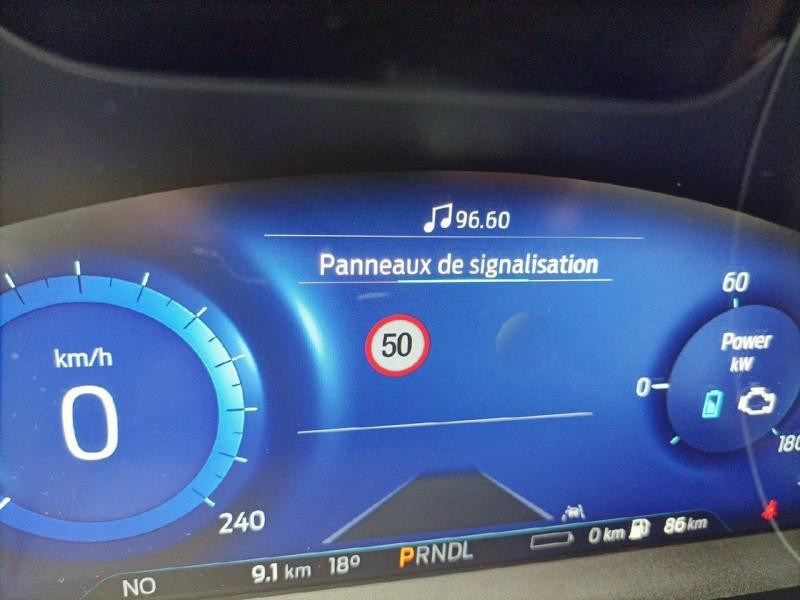 96.60
Panneaux de signalisation
50
km/h
0
240
60
Power
kW
0
180
NO
9.1 km 18° PRNDL 0 km 86 km